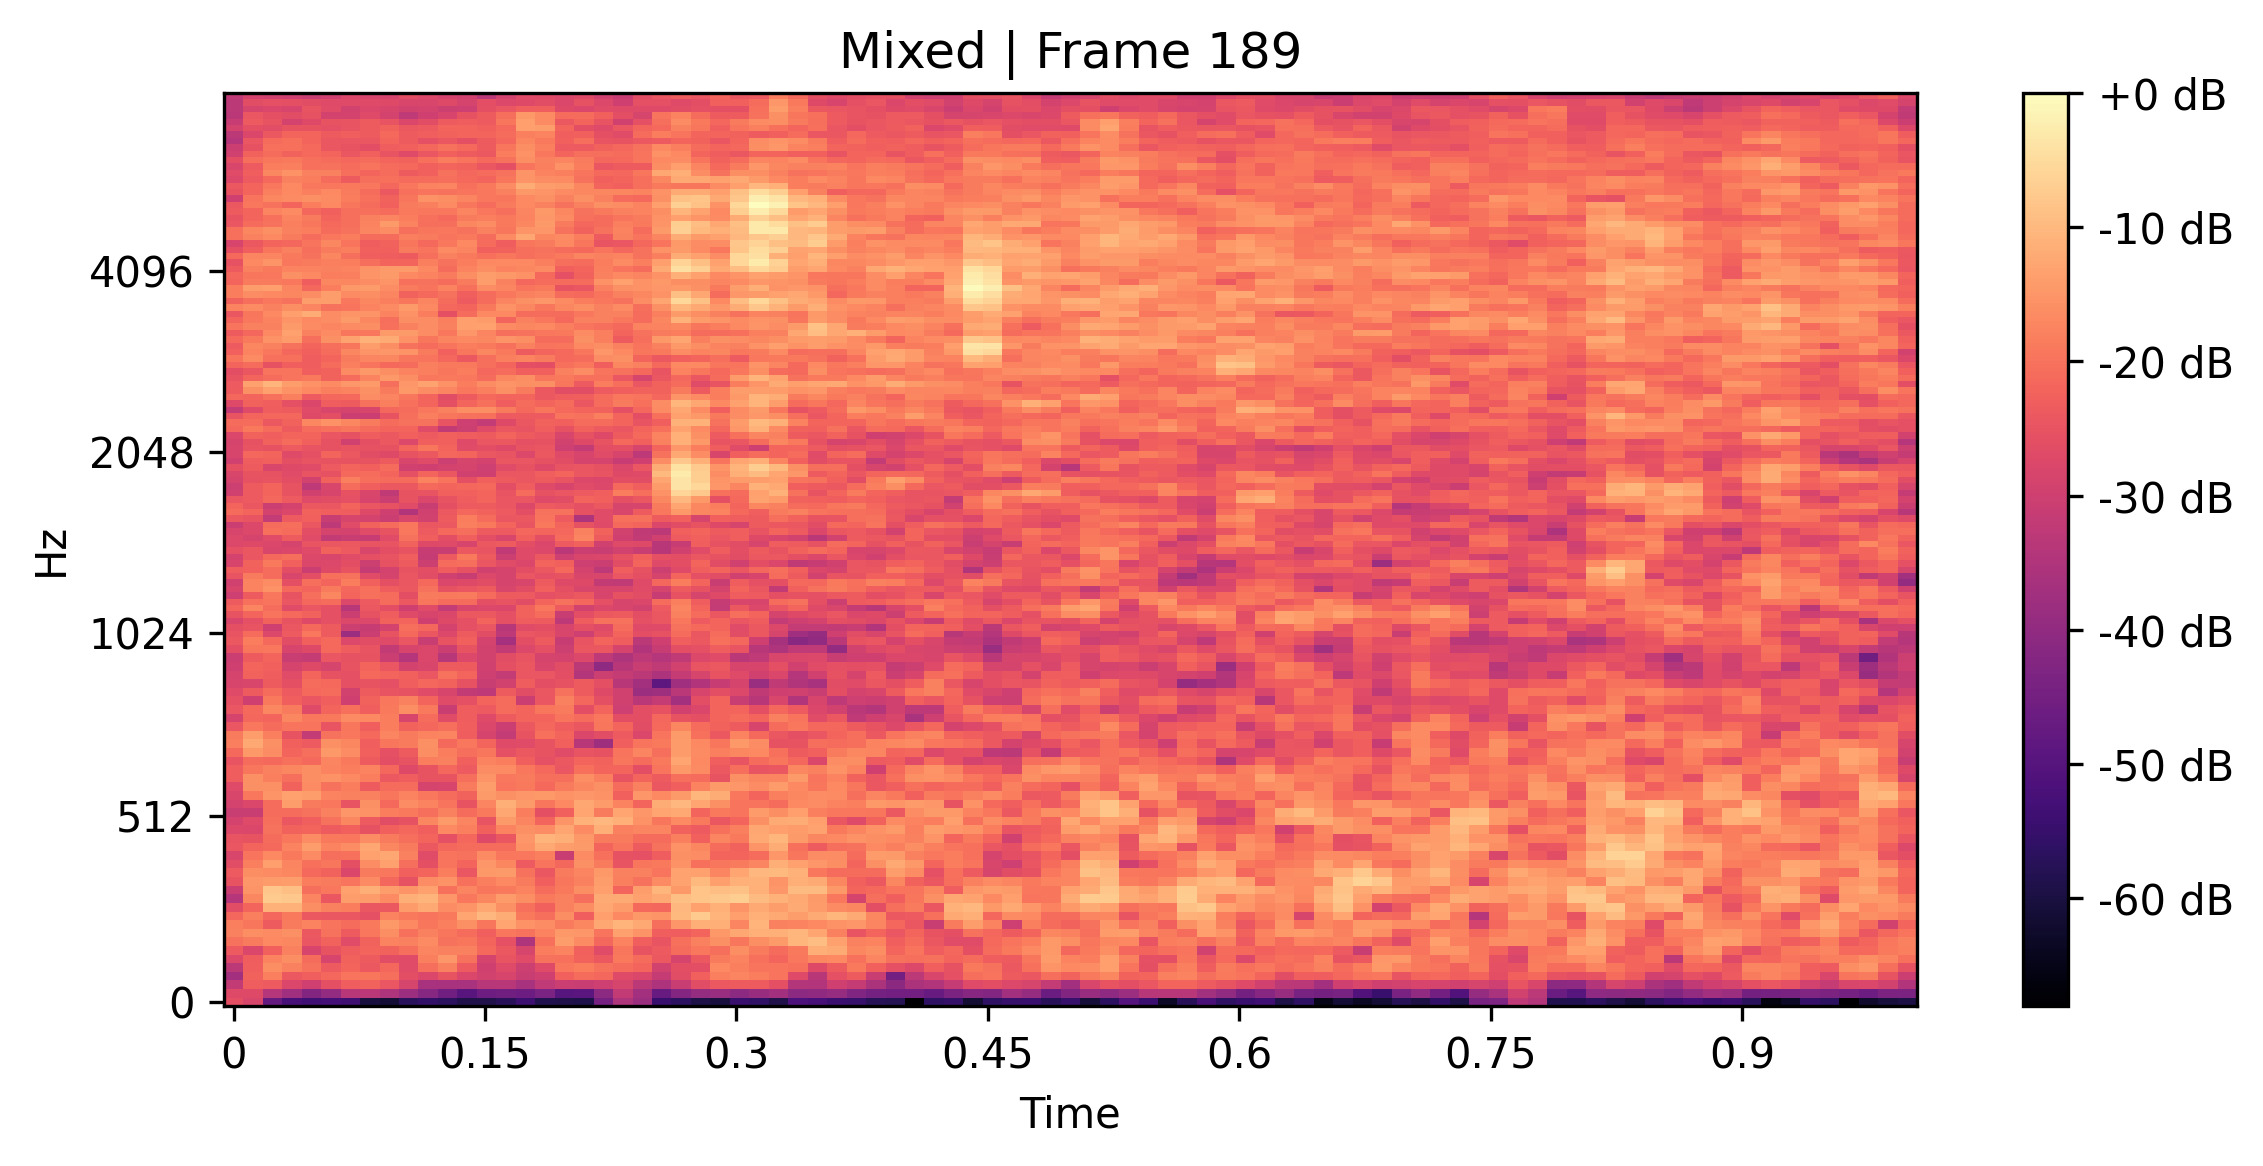 Mixed | Frame 189
+0 dB
-10 dB
-20 dB
-30 dB
-40 dB
-50 dB
-60 dB
Hz
4096
2048
1024
512
0
0 0.15 0.3 0.45 0.6 0.75 0.9
Time